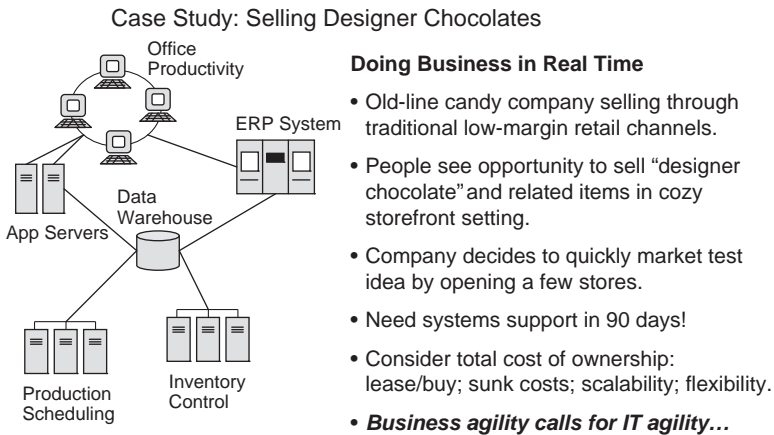 Case Study: Selling Designer Chocolates
Office
Productivity
ERP System
App Servers
Data
Warehouse
Production
Scheduling
Inventory
Control
Doing Business in Real Time
• Old-line candy company selling through
traditional low-margin retail channels.
• People see opportunity to sell “designer
chocolate” and related items in cozy
storefront setting.
• Company decides to quickly market test
idea by opening a few stores.
• Need systems support in 90 days!
• Consider total cost of ownership:
lease/buy; sunk costs; scalability; flexibility.
• Business agility calls for IT agility…